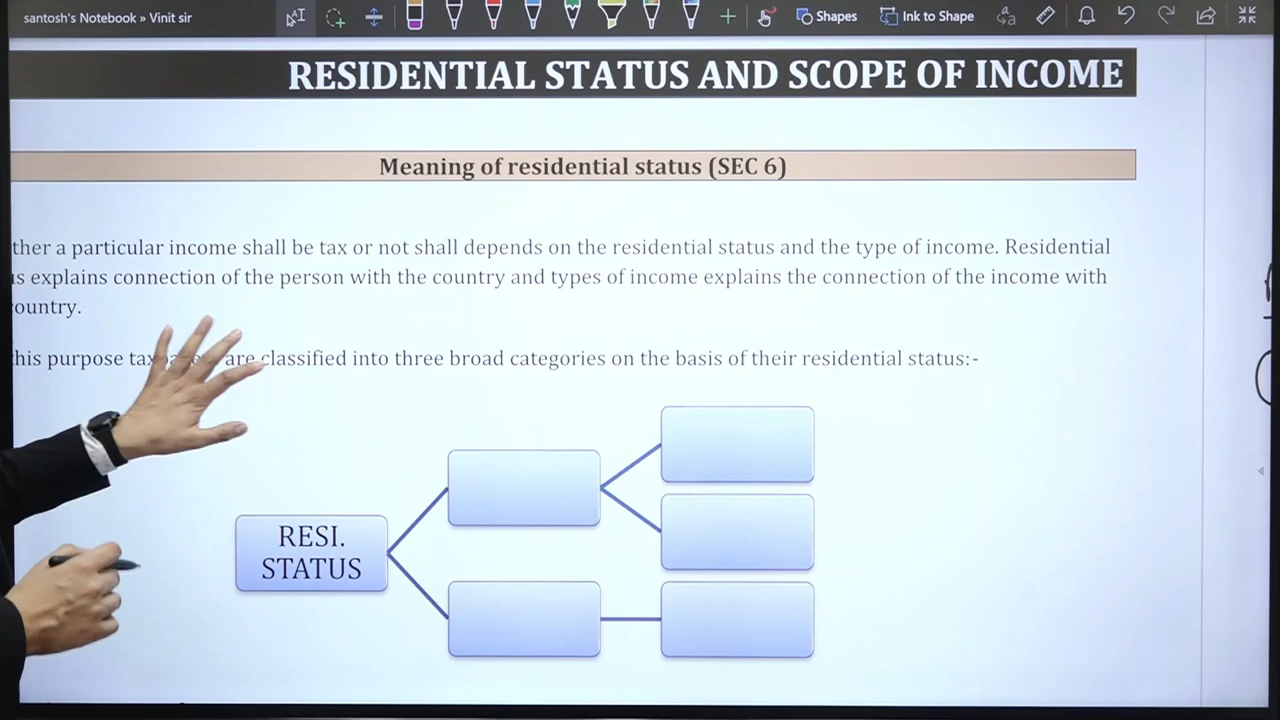 santosh's Notebook » Vinit sir
Shapes
Ink to Shape
RESIDENTIAL STATUS AND SCOPE OF INCOME
Meaning of residential status (SEC 6)
ther a particular income shall be tax or not shall depends on the residential status and the type of income. Residential
s explains connection of the person with the country and types of income explains the connection of the income with
ountry.
his purpose are classified into three broad categories on the basis of their residential status:-
RESI.
STATUS